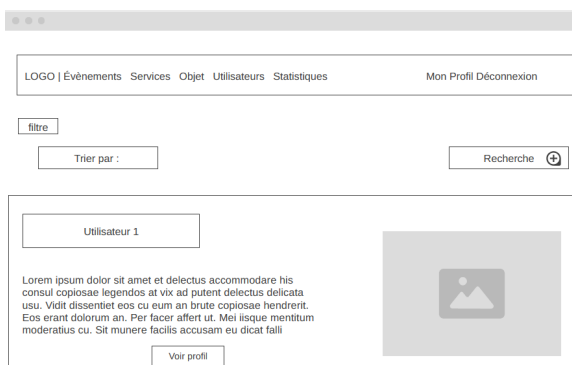 LOGO | Évènements Services Objet Utilisateurs Statistiques Mon Profil Déconnexion
filtre
Trier par : Recherche
Utilisateur 1
Lorem ipsum dolor sit amet et delectus accommodare his
consul copiosae legendos at vix ad putent delectus delicata
usu. Vidit dissentiet eos cu eum an brute copiosae hendrerit.
Eos erant dolorum an. Per facer affert ut. Mei iisque mentitum
moderatius cu. Sit munere facilis accusam eu dicat falli
Voir profil